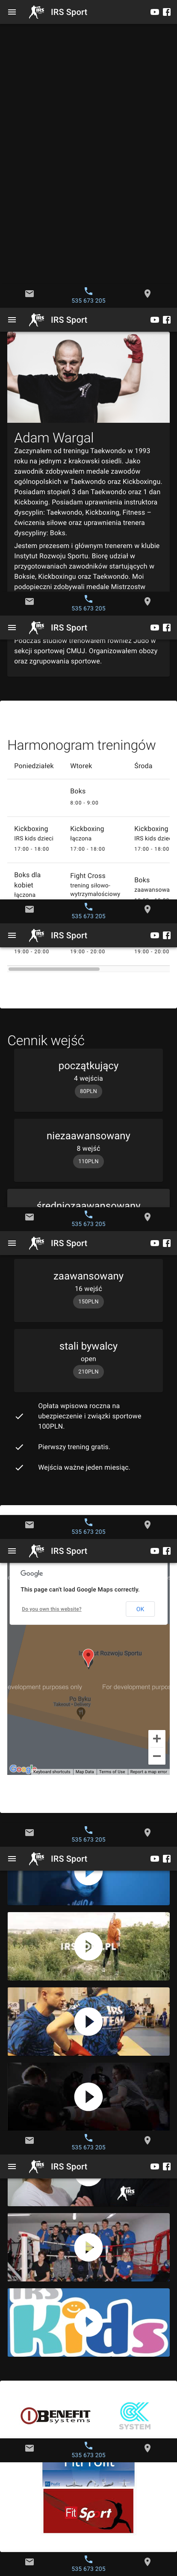 IRS Sport
535 673 205
IRS Sport
Adam Wargal
Zaczynałem od treningu Taekwondo w 1993
roku na jednym z krakowski osiedli. Jako
zawodnik zdobywałem medale zawodów
ogólnopolskich w Taekwondo oraz Kickboxingu.
Posiadam stopień 3 dan Taekwondo oraz 1 dan
Kickboxing. Posiadam uprawnienia instruktora
dyscyplin: Taekwondo, Kickboxing, Fitness –
ćwiczenia siłowe oraz uprawnienia trenera
dyscypliny: Boks.
Jestem prezesem i głównym trenerem w klubie
Instytut Rozwoju Sportu. Biorę udział w
przygotowaniach zawodników startujących w
Boksie, Kickboxingu oraz Taekwondo. Moi
podopieczni zdobywali medale Mistrzostw
535 673 205
IRS Sport
Podczas studiów trenowałem również Judo w
sekcji sportowej CMUJ. Organizowałem obozy
oraz zgrupowania sportowe.
Harmonogram treningów
Poniedziałek Wtorek Środa
Boks
8:00 - 9:00
Kickboxing Kickboxing Kickboxing
IRS kids dzieci łączona IRS kids dzie
17:00 - 18:00 17:00 - 18:00 17:00 - 18:00
Boks dla
kobiet
łączona
Fight Cross
trening siłowo-
wytrzymałościowy
Boks
zaawansowa
535 673 205
IRS Sport
19:00 - 20:00 19:00 - 20:00 19:00 - 20:00
Cennik wejść
początkujący
4 wejścia
80PLN
niezaawansowany
8 wejść
110PLN
średniozaawansowany
535 673 205
IRS Sport
zaawansowany
16 wejść
150PLN
stali bywalcy
open
210PLN
Opłata wpisowa roczna na
ubezpieczenie i związki sportowe
100PLN.
Pierwszy trening gratis.
Wejścia ważne jeden miesiąc.
535 673 205
IRS Sport
Google
This page can't load Google Maps correctly.
Do you own this website? OK
Rozwoju Sportu
development purposes only For development purpos
Po Byku
Takeout • Delivery
Google Keyboard shortcuts Map Data Terms of Use Report a map error
535 673 205
IRS Sport
IRS
TEAM
535 673 205
IRS Sport
IRS
Kids
BENEFIT
systems
SYSTEM
535 673 205
FitProfit
Fit Sport
535 673 205